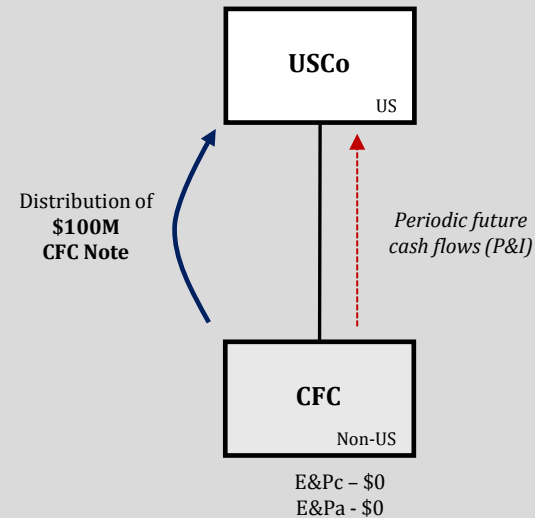 USCo
US
Distribution of
$100M
CFC Note
Periodic future
cash flows (P&I)
CFC
Non-US
E&Pc – $0
E&Pa - $0